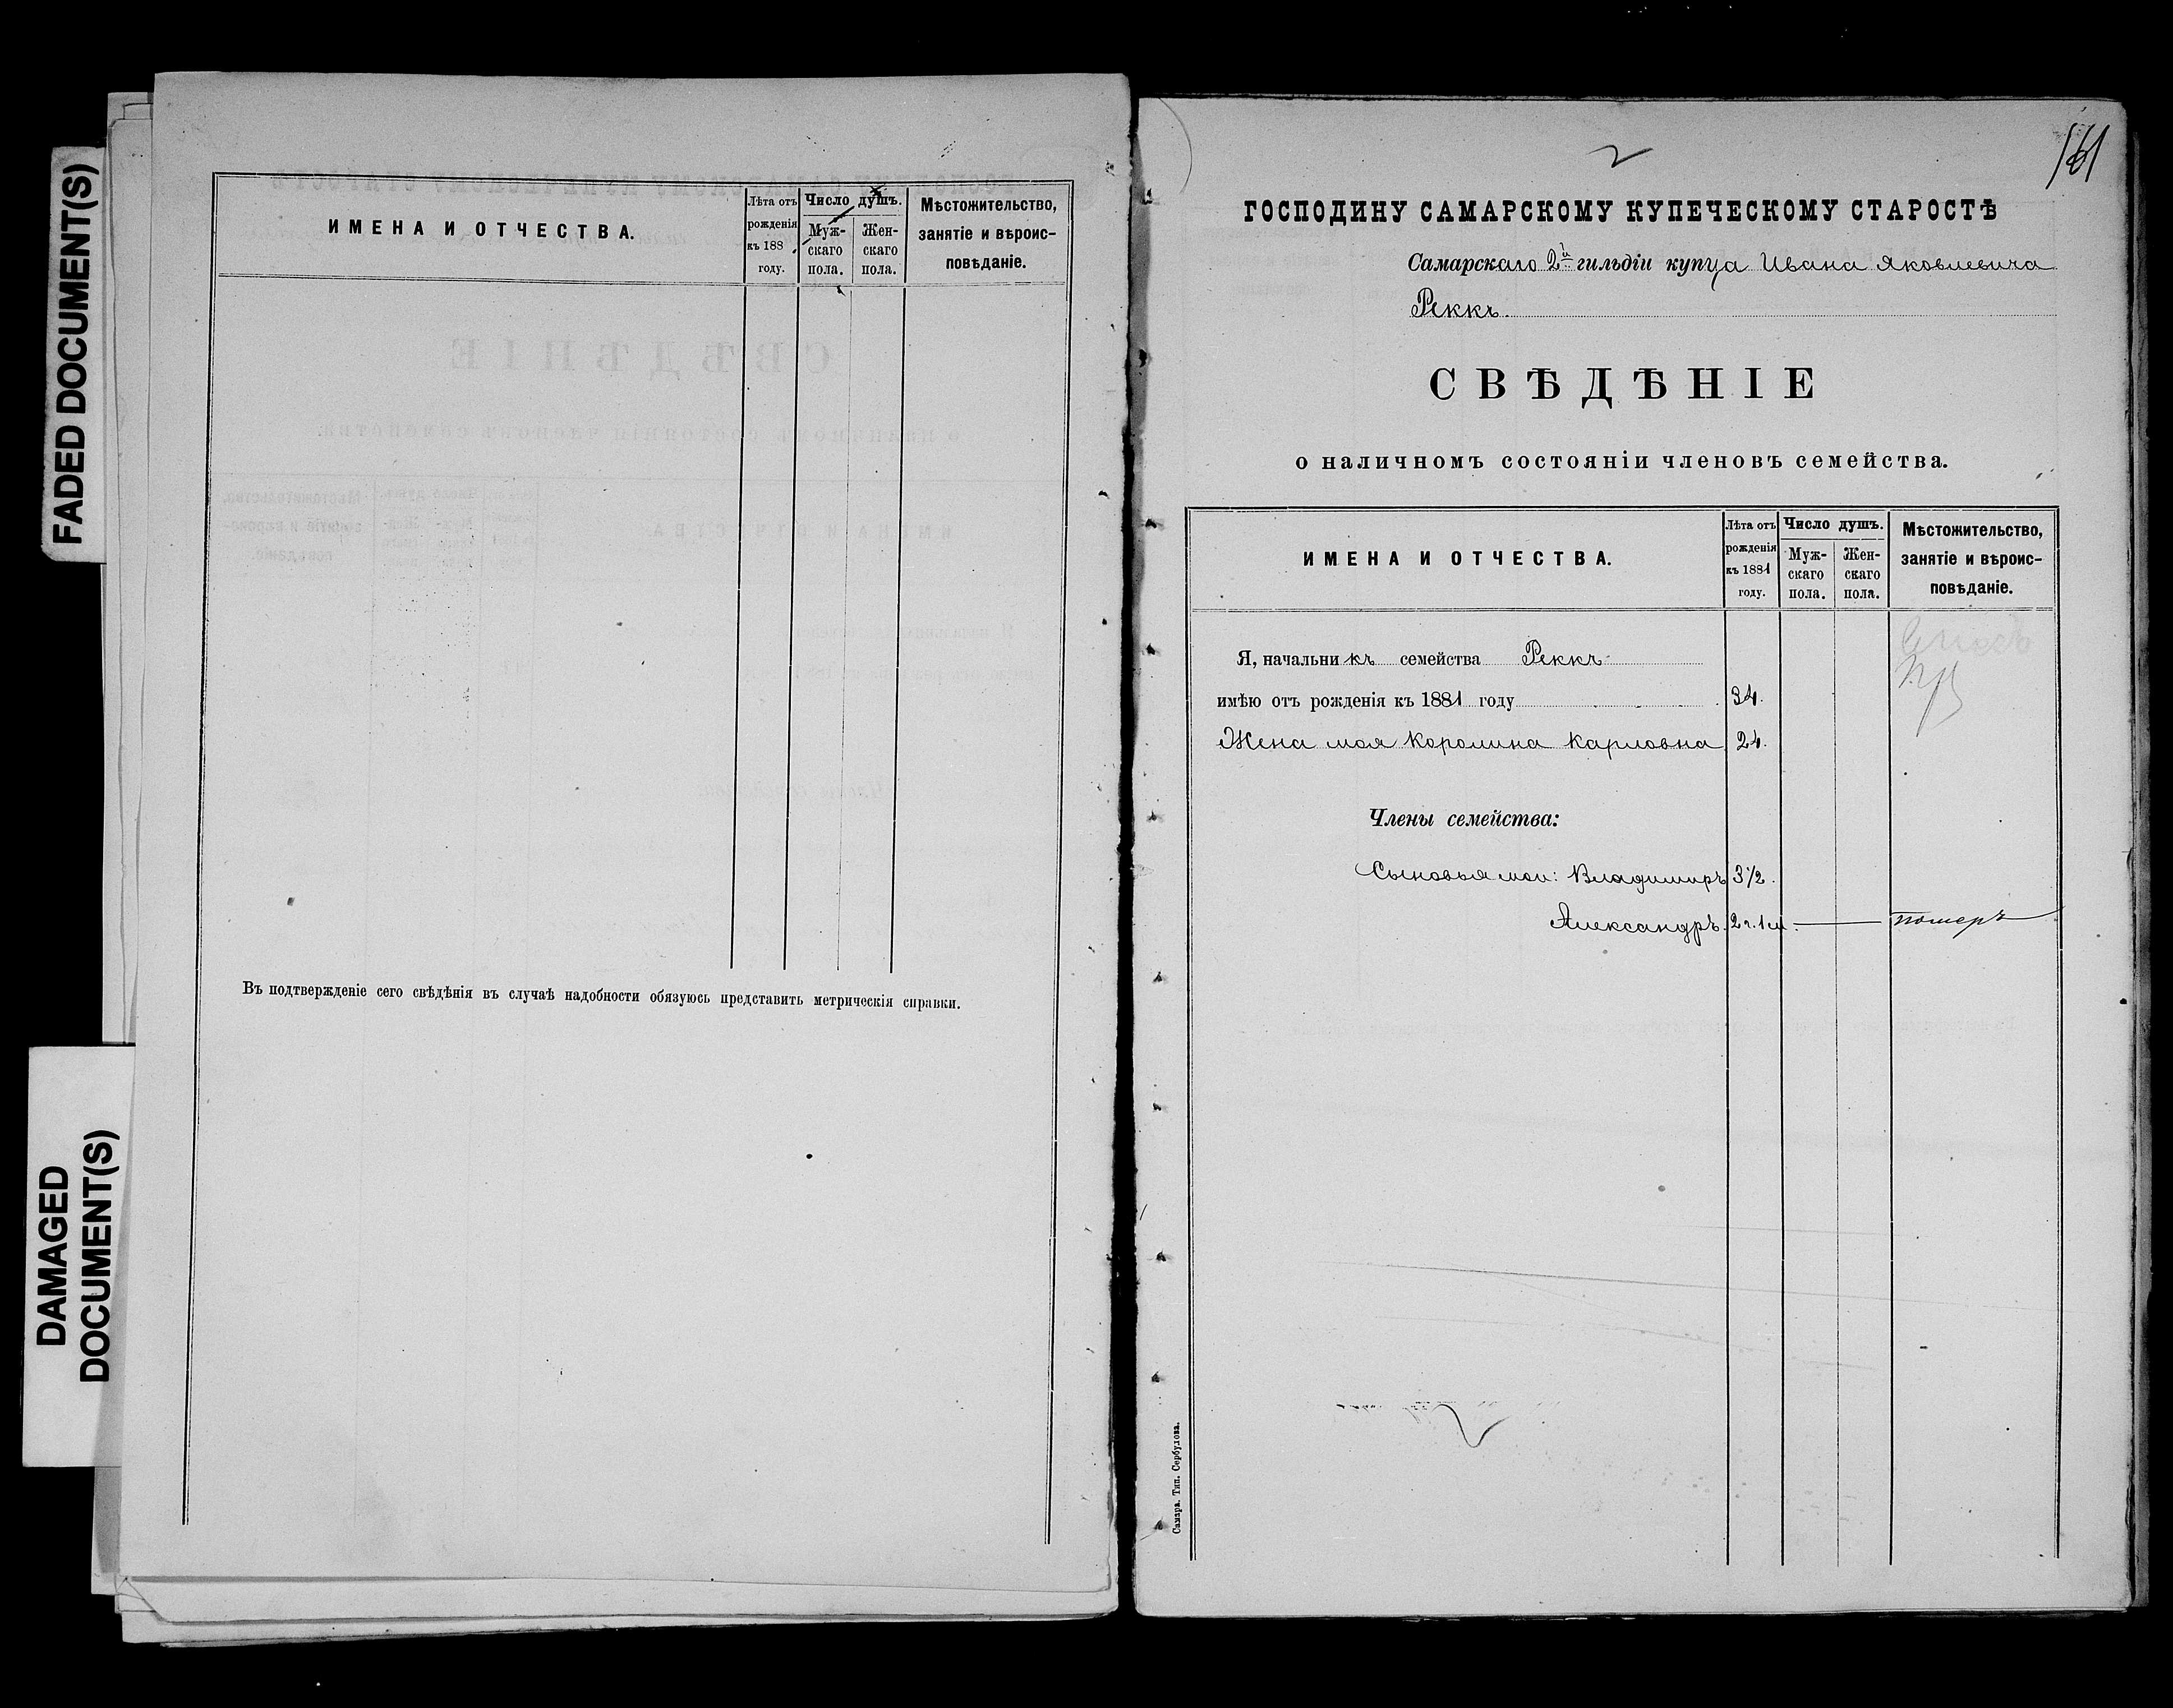 FADED DOCUMENT(S)
DAMAGED
DOCUMENT(S)
ИМЕНА И ОТЧЕСТВА.
Лѣта отъ
рожденія
къ 188
году.
Число душъ.
Муж-
скаго
пола.
Жен-
скаго
пола.
Мѣстожительство,
занятіе и вѣроис-
повѣданіе.
Въ подтвержденіе сего свѣдѣнія въ случаѣ надобности обязуюсь представить метрическія справки.
161
ГОСПОДИНУ САМАРСКОМУ КУПЕЧЕСКОМУ СТАРОСТѢ
Самарскаго 2й гильдіи купца Ивана Яковлевича
Реккъ.
СВѢДѢНІЕ
о наличномъ состояніи членовъ семейства.
ИМЕНА И ОТЧЕСТВА.
Лѣта отъ
рожденія
къ 1881
году.
Число душъ.
Муж-
скаго
пола.
Жен-
скаго
пола.
Мѣстожительство,
занятіе и вѣроис-
повѣданіе.
Я, начальникъ семейства Реккъ
имѣю отъ рожденія къ 1881 году 34.
Жена моя Каролина Карловна 24.
Члены семейства:
Сыновья мои: Владимиръ 3 1/2.
Александръ. 2 г. 1 м. — померъ
Самара. Тип. Сербулова.